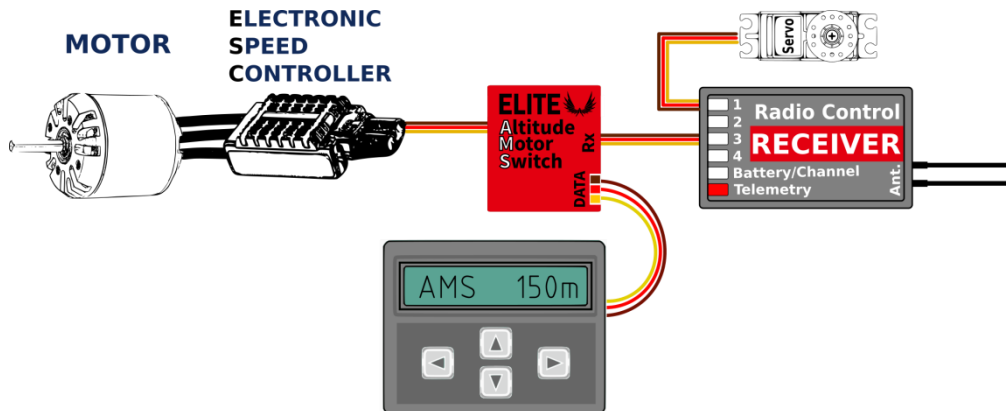 MOTOR
ELECTRONIC
SPEED
CONTROLLER
Servo
ELITE
Altitude
Motor
Switch
Rx
DATA
1
2
3
4
Radio Control
RECEIVER
Battery/Channel
Telemetry
Ant.
AMS 150m